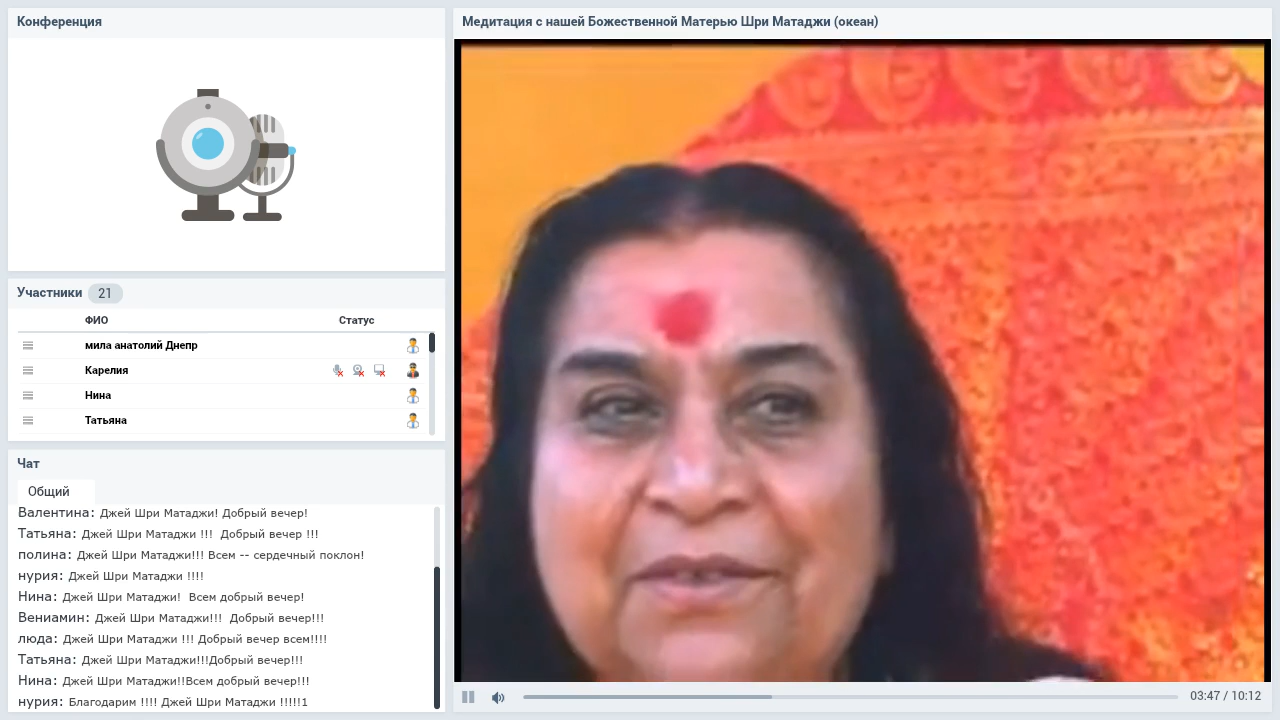 Конференция
Участники 21
ФИО Статус
мила анатолий Днепр
Карелия
Нина
Татьяна
Чат
Общий
Валентина: Джей Шри Матаджи! Добрый вечер!
Татьяна: Джей Шри Матаджи !!!  Добрый вечер !!!
полина: Джей Шри Матаджи!!! Всем -- сердечный поклон!
нурия: Джей Шри Матаджи !!!!
Нина: Джей Шри Матаджи!  Всем добрый вечер!
Вениамин: Джей Шри Матаджи!!!  Добрый вечер!!!
люда: Джей Шри Матаджи !!! Добрый вечер всем!!!!
Татьяна: Джей Шри Матаджи!!!Добрый вечер!!!
Нина: Джей Шри Матаджи!!Всем добрый вечер!!!
нурия: Благодарим !!!! Джей Шри Матаджи !!!!!1
Медитация с нашей Божественной Матерью Шри Матаджи (океан)
03:47 / 10:12